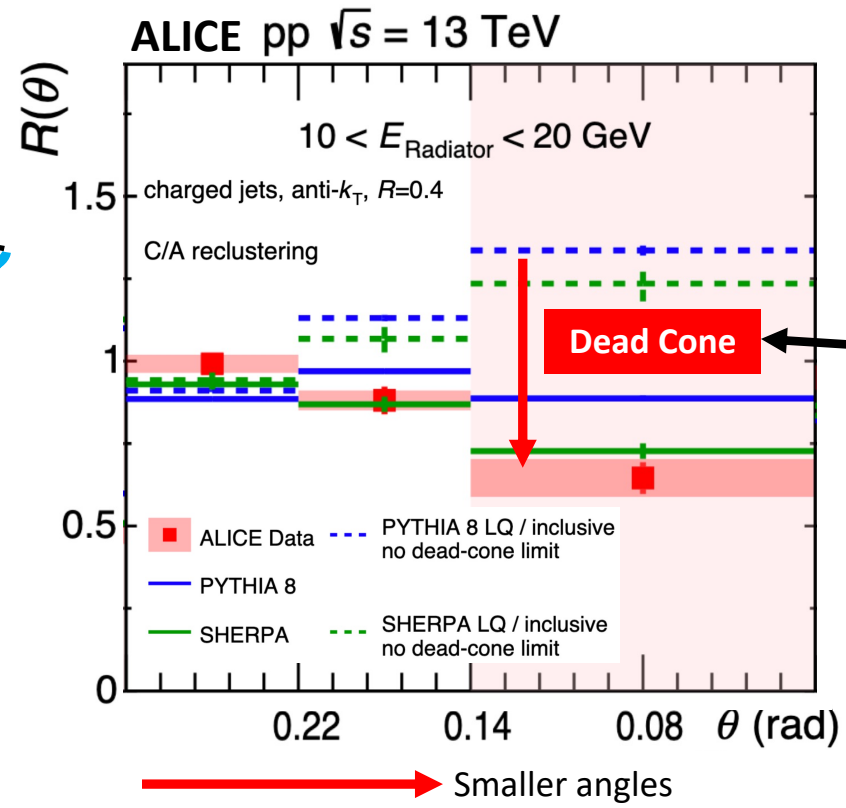 ALICE pp √s = 13 TeV
R(θ)
10 < E_Radiator < 20 GeV
1.5
charged jets, anti-k_T, R=0.4
C/A reclustering
Dead Cone
1
0.5
ALICE Data
PYTHIA 8
SHERPA
PYTHIA 8 LQ / inclusive
no dead-cone limit
SHERPA LQ / inclusive
no dead-cone limit
0
0.22 0.14 0.08 θ (rad)
Smaller angles